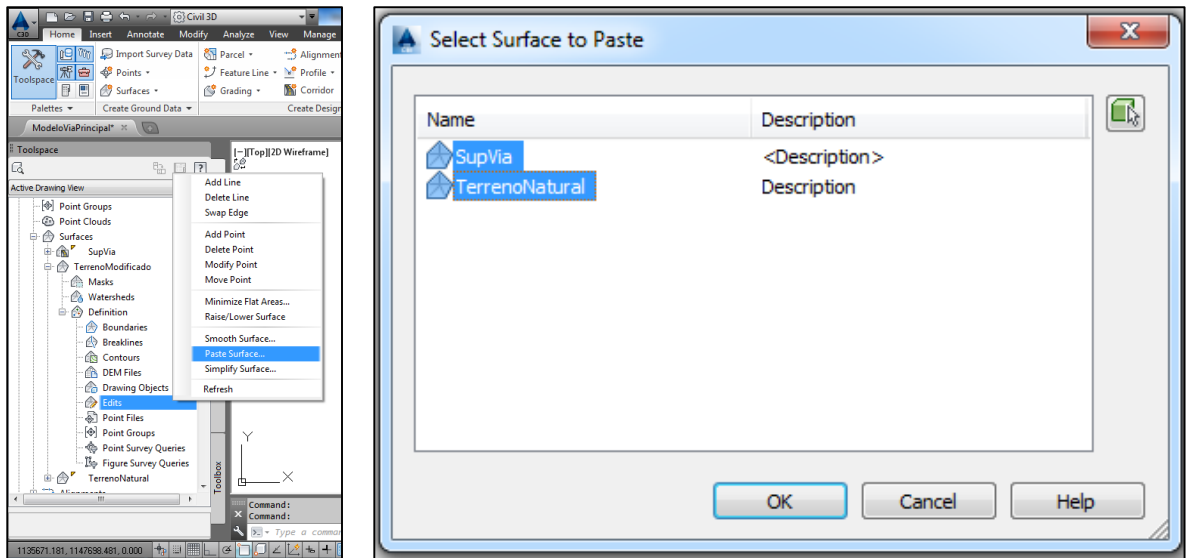 C3D
Civil 3D
Home Insert Annotate Modify Analyze View Manage
Toolspace
Import Survey Data
Points
Surfaces
Parcel
Feature Line
Grading
Alignment
Profile
Corridor
Palettes
Create Ground Data
Create Design
ModeloViaPrincipal*
Toolspace
Active Drawing View
Point Groups
Point Clouds
Surfaces
SupVia
TerrenoModificado
Masks
Watersheds
Definition
Boundaries
Breaklines
Contours
DEM Files
Drawing Objects
Edits
Point Files
Point Groups
Point Survey Queries
Figure Survey Queries
TerrenoNatural
Alignments
Add Line
Delete Line
Swap Edge
Add Point
Delete Point
Modify Point
Move Point
Minimize Flat Areas...
Raise/Lower Surface
Smooth Surface...
Paste Surface...
Simplify Surface...
Refresh
[−][Top][2D Wireframe]
Y
X
Toolbox
Command:
Command:
Type a comman
1135671.181, 1147698.481, 0.000
Select Surface to Paste
Name Description
SupVia <Description>
TerrenoNatural Description
OK Cancel Help